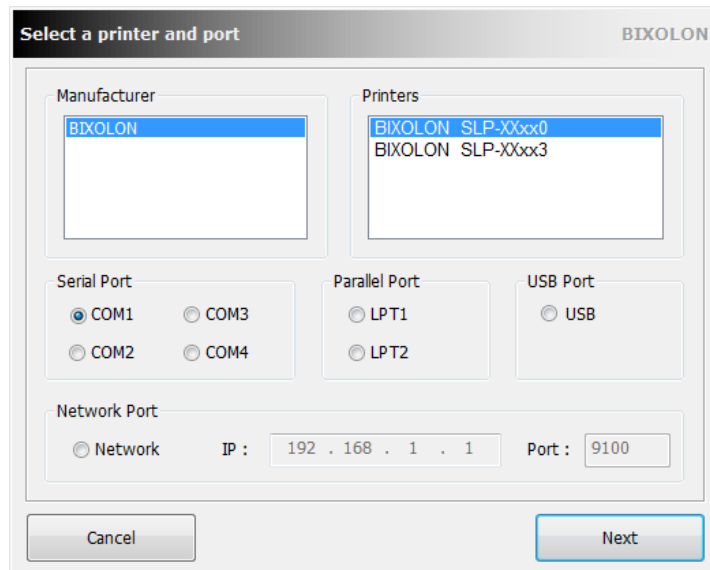 Select a printer and port BIXOLON
Manufacturer Printers
BIXOLON BIXOLON SLP-XXxx0
BIXOLON SLP-XXxx3
Serial Port Parallel Port USB Port
COM1 COM3 LPT1 USB
COM2 COM4 LPT2
Network Port
Network IP : 192 . 168 . 1 . 1 Port : 9100
Cancel Next